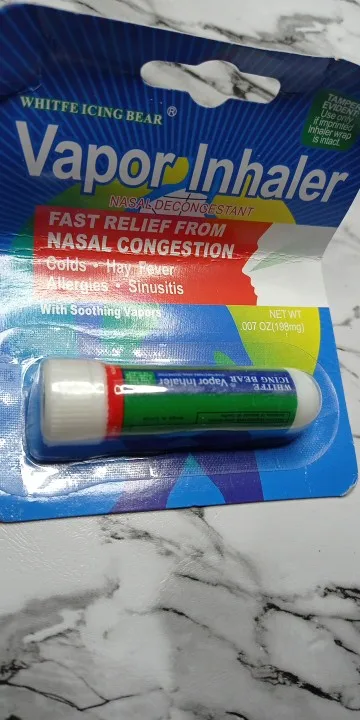 WHITFE ICING BEAR ®
TAMPER
EVIDENT
Use only
if imprinted
Inhaler wrap
is intact.
Vapor Inhaler
NASAL DECONGESTANT
FAST RELIEF FROM
NASAL CONGESTION
Colds • Hay Fever
Allergies • Sinusitis
With Soothing Vapors
NET WT
.007 OZ(198mg)
WHITFE
ICING BEAR
Vapor Inhaler